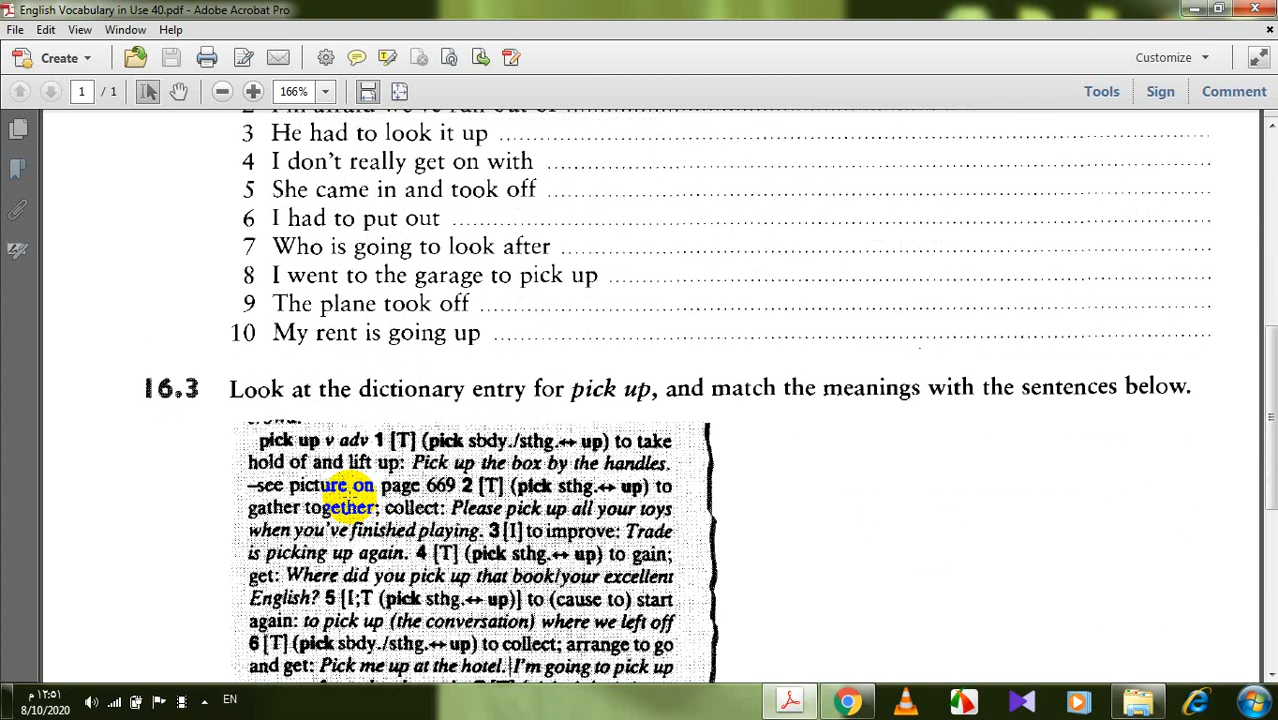 English Vocabulary in Use 40.pdf - Adobe Acrobat Pro
File Edit View Window Help
Create
Customize
1 / 1
166%
Tools Sign Comment
3 He had to look it up
4 I don't really get on with
5 She came in and took off
6 I had to put out
7 Who is going to look after
8 I went to the garage to pick up
9 The plane took off
10 My rent is going up
16.3 Look at the dictionary entry for pick up, and match the meanings with the sentences below.
pick up v adv 1 [T] (pick sbdy./sthg.↔ up) to take
hold of and lift up: Pick up the box by the handles.
–see picture on page 669 2 [T] (pick sthg.↔ up) to
gather together; collect: Please pick up all your toys
when you've finished playing. 3 [I] to improve: Trade
is picking up again. 4 [T] (pick sthg.↔ up) to gain;
get: Where did you pick up that book/your excellent
English? 5 [I;T (pick sthg.↔ up)] to (cause to) start
again: to pick up (the conversation) where we left off
6 [T] (pick sbdy./sthg.↔ up) to collect; arrange to go
and get: Pick me up at the hotel.|I'm going to pick up
EN
١٢:٥١ م
8/10/2020